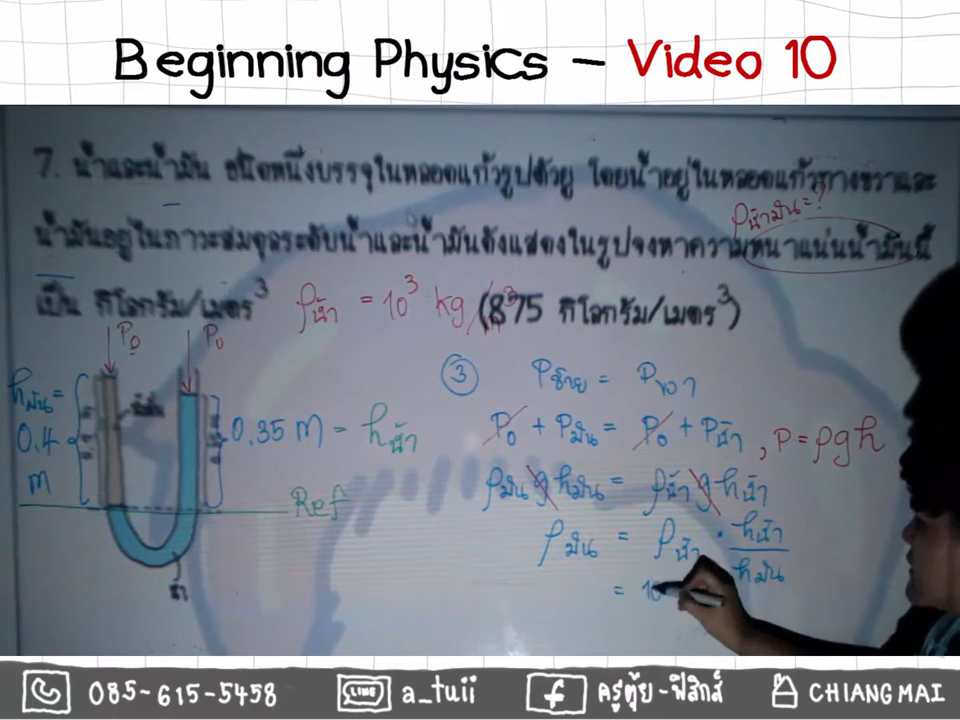 Beginning Physics – Video 10
7. น้ำและน้ำมัน ชนิดหนึ่งบรรจุในหลอดแก้วรูปตัวยู โดยน้ำอยู่ในหลอดแก้วทางขวาและ
ρน้ำมัน=?
น้ำมันอยู่ในภาวะสมดุลระดับน้ำและน้ำมันดังแสดงในรูปจงหาความหนาแน่นน้ำมันนี้
เป็น กิโลกรัม/เมตร³ ρน้ำ = 10³ kg/m³ (875 กิโลกรัม/เมตร³)
P₀ P₀
③ Pซ้าย = Pขวา
hมัน = 0.4 m
0.35 m = hน้ำ
P₀ + Pมัน = P₀ + Pน้ำ , P = ρgh
ρมัน g hมัน = ρน้ำ g hน้ำ
Ref
ρมัน = ρน้ำ · hน้ำ / hมัน
= 10
น้ำ
085-615-5458 LINE a_tuii f ครูตุ้ย-ฟิสิกส์ CHIANG MAI